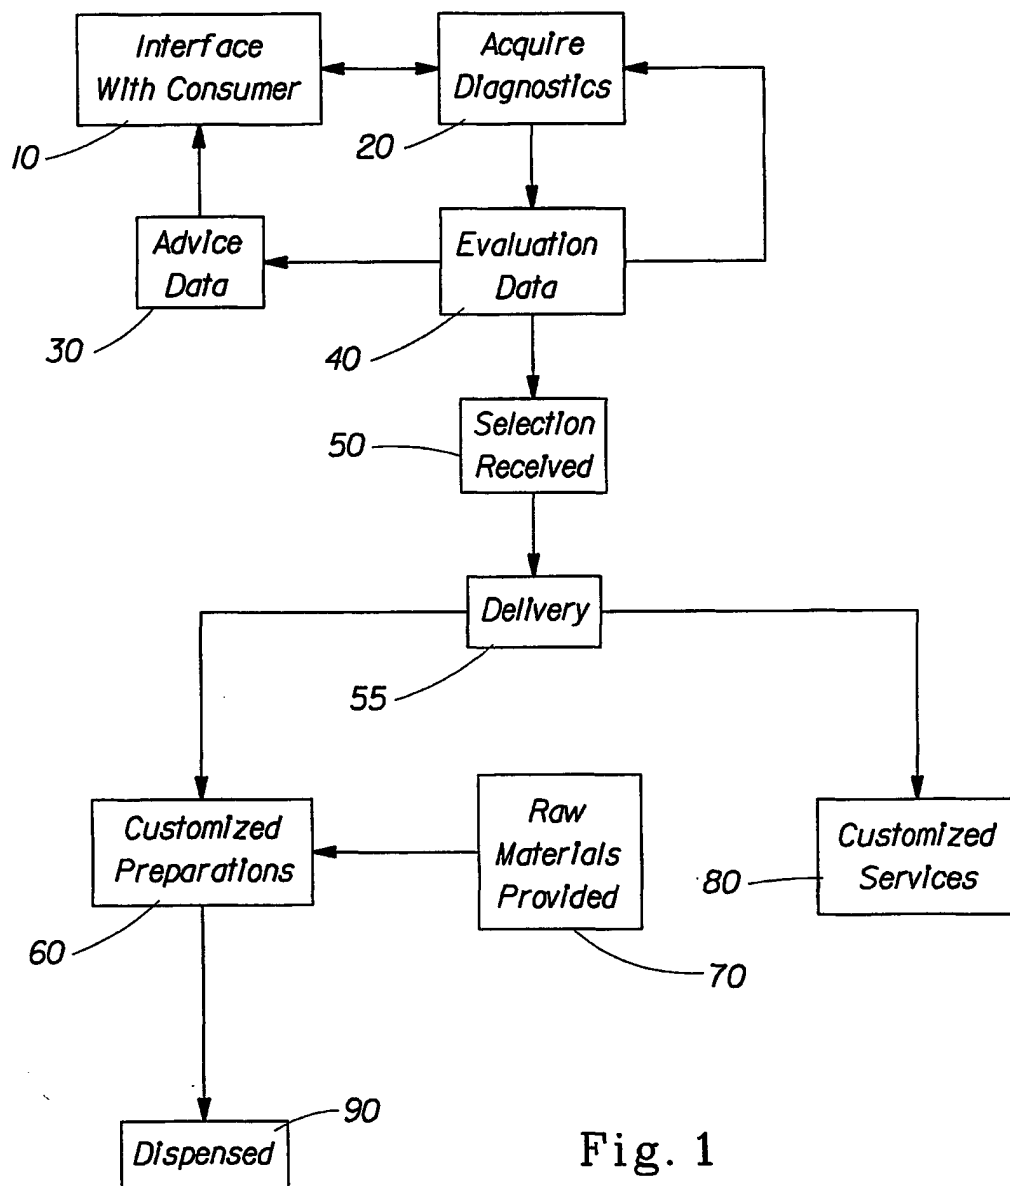 Interface
With Consumer
10
Acquire
Diagnostics
20
Advice
Data
30
Evaluation
Data
40
Selection
Received
50
Delivery
55
Customized
Preparations
60
Raw
Materials
Provided
70
Customized
Services
80
Dispensed
90
Fig. 1